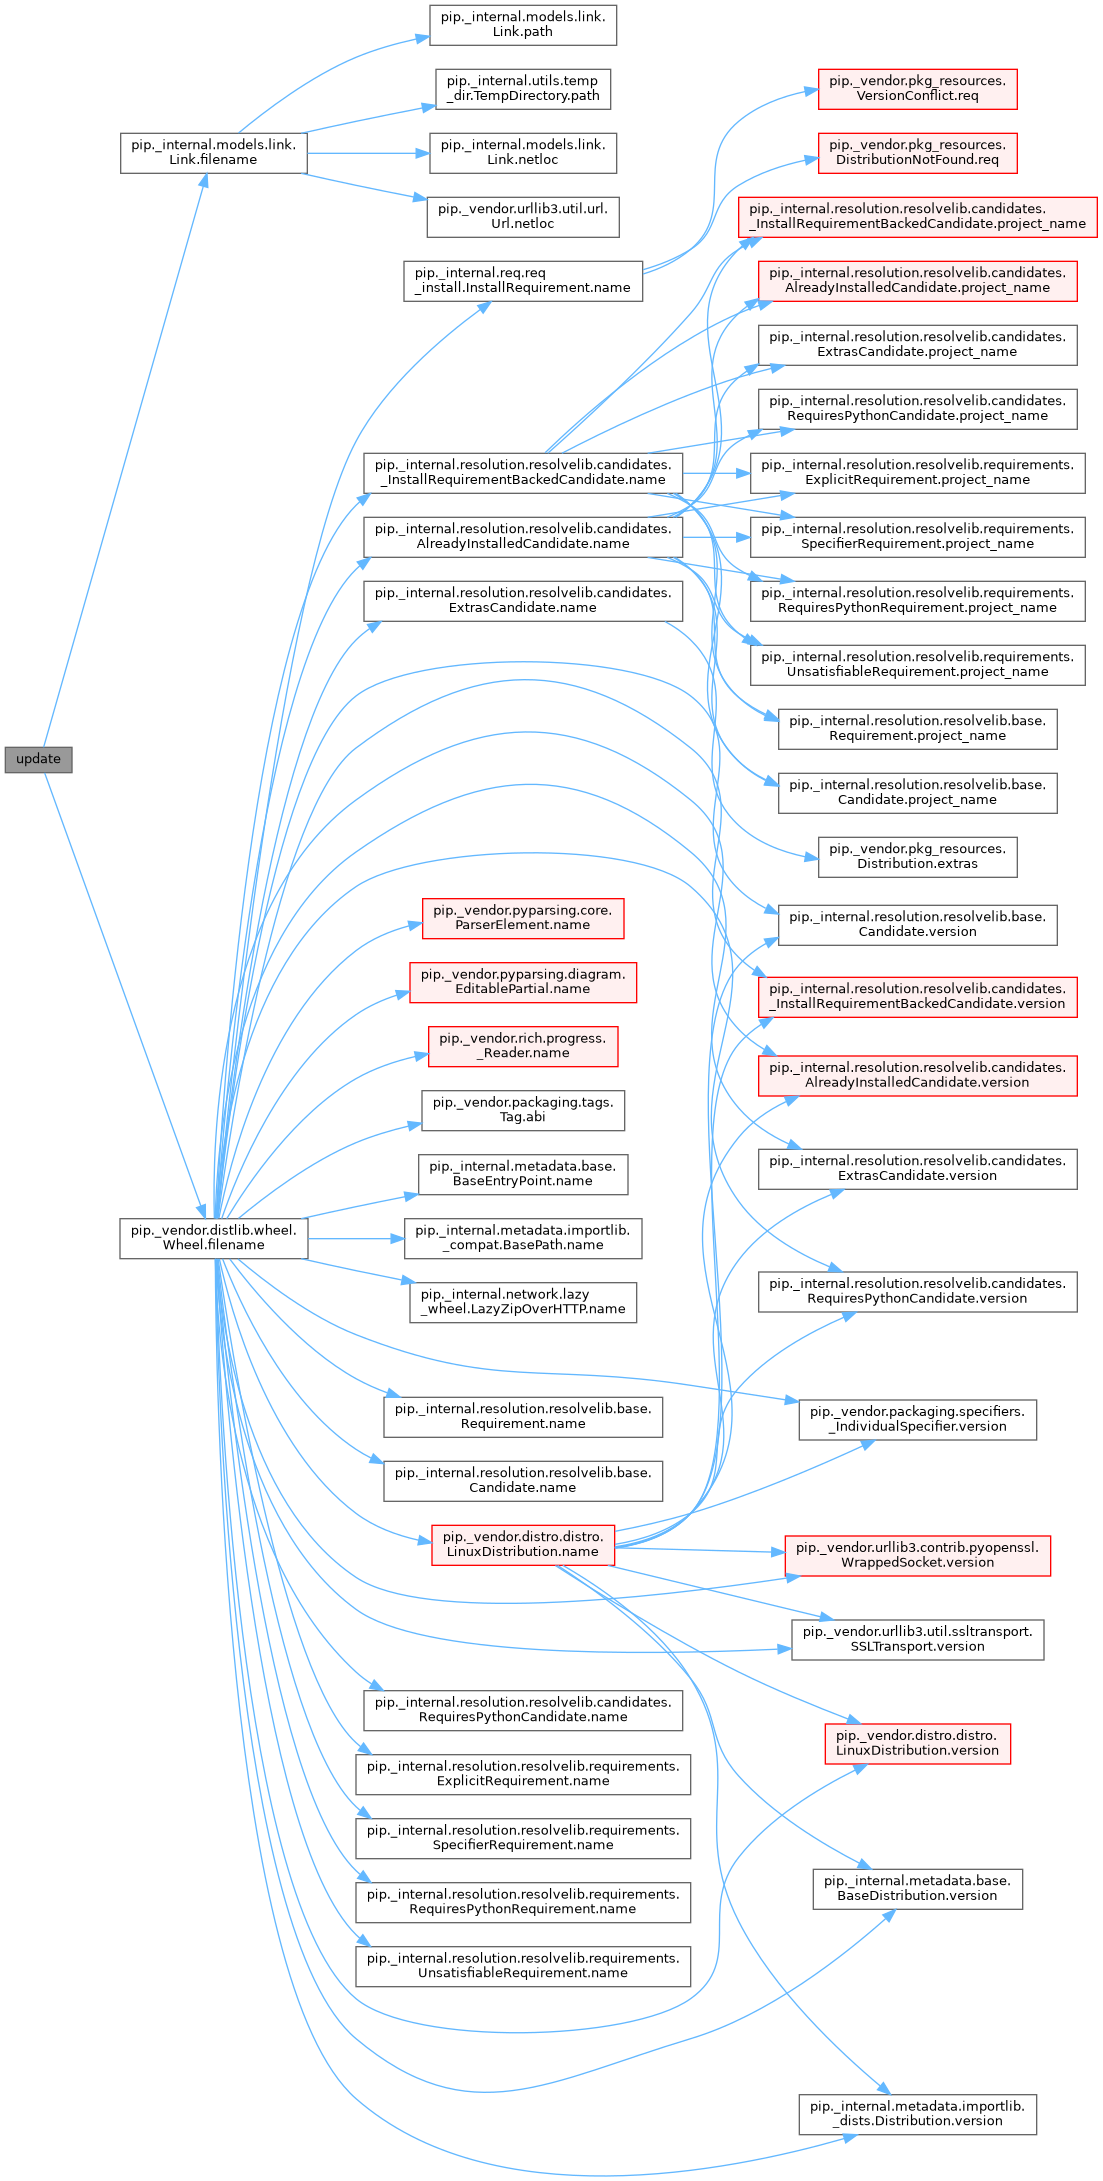 update
pip._internal.models.link.
Link.filename
pip._vendor.distlib.wheel.
Wheel.filename
pip._internal.models.link.
Link.path
pip._internal.utils.temp
_dir.TempDirectory.path
pip._internal.models.link.
Link.netloc
pip._vendor.urllib3.util.url.
Url.netloc
pip._internal.req.req
_install.InstallRequirement.name
pip._internal.resolution.resolvelib.candidates.
_InstallRequirementBackedCandidate.name
pip._internal.resolution.resolvelib.candidates.
AlreadyInstalledCandidate.name
pip._internal.resolution.resolvelib.candidates.
ExtrasCandidate.name
pip._vendor.pyparsing.core.
ParserElement.name
pip._vendor.pyparsing.diagram.
EditablePartial.name
pip._vendor.rich.progress.
_Reader.name
pip._vendor.packaging.tags.
Tag.abi
pip._internal.metadata.base.
BaseEntryPoint.name
pip._internal.metadata.importlib.
_compat.BasePath.name
pip._internal.network.lazy
_wheel.LazyZipOverHTTP.name
pip._internal.resolution.resolvelib.base.
Requirement.name
pip._internal.resolution.resolvelib.base.
Candidate.name
pip._vendor.distro.distro.
LinuxDistribution.name
pip._internal.resolution.resolvelib.candidates.
RequiresPythonCandidate.name
pip._internal.resolution.resolvelib.requirements.
ExplicitRequirement.name
pip._internal.resolution.resolvelib.requirements.
SpecifierRequirement.name
pip._internal.resolution.resolvelib.requirements.
RequiresPythonRequirement.name
pip._internal.resolution.resolvelib.requirements.
UnsatisfiableRequirement.name
pip._vendor.pkg_resources.
VersionConflict.req
pip._vendor.pkg_resources.
DistributionNotFound.req
pip._internal.resolution.resolvelib.candidates.
_InstallRequirementBackedCandidate.project_name
pip._internal.resolution.resolvelib.candidates.
AlreadyInstalledCandidate.project_name
pip._internal.resolution.resolvelib.candidates.
ExtrasCandidate.project_name
pip._internal.resolution.resolvelib.candidates.
RequiresPythonCandidate.project_name
pip._internal.resolution.resolvelib.requirements.
ExplicitRequirement.project_name
pip._internal.resolution.resolvelib.requirements.
SpecifierRequirement.project_name
pip._internal.resolution.resolvelib.requirements.
RequiresPythonRequirement.project_name
pip._internal.resolution.resolvelib.requirements.
UnsatisfiableRequirement.project_name
pip._internal.resolution.resolvelib.base.
Requirement.project_name
pip._internal.resolution.resolvelib.base.
Candidate.project_name
pip._vendor.pkg_resources.
Distribution.extras
pip._internal.resolution.resolvelib.base.
Candidate.version
pip._internal.resolution.resolvelib.candidates.
_InstallRequirementBackedCandidate.version
pip._internal.resolution.resolvelib.candidates.
AlreadyInstalledCandidate.version
pip._internal.resolution.resolvelib.candidates.
ExtrasCandidate.version
pip._internal.resolution.resolvelib.candidates.
RequiresPythonCandidate.version
pip._vendor.packaging.specifiers.
_IndividualSpecifier.version
pip._vendor.urllib3.contrib.pyopenssl.
WrappedSocket.version
pip._vendor.urllib3.util.ssltransport.
SSLTransport.version
pip._vendor.distro.distro.
LinuxDistribution.version
pip._internal.metadata.base.
BaseDistribution.version
pip._internal.metadata.importlib.
_dists.Distribution.version